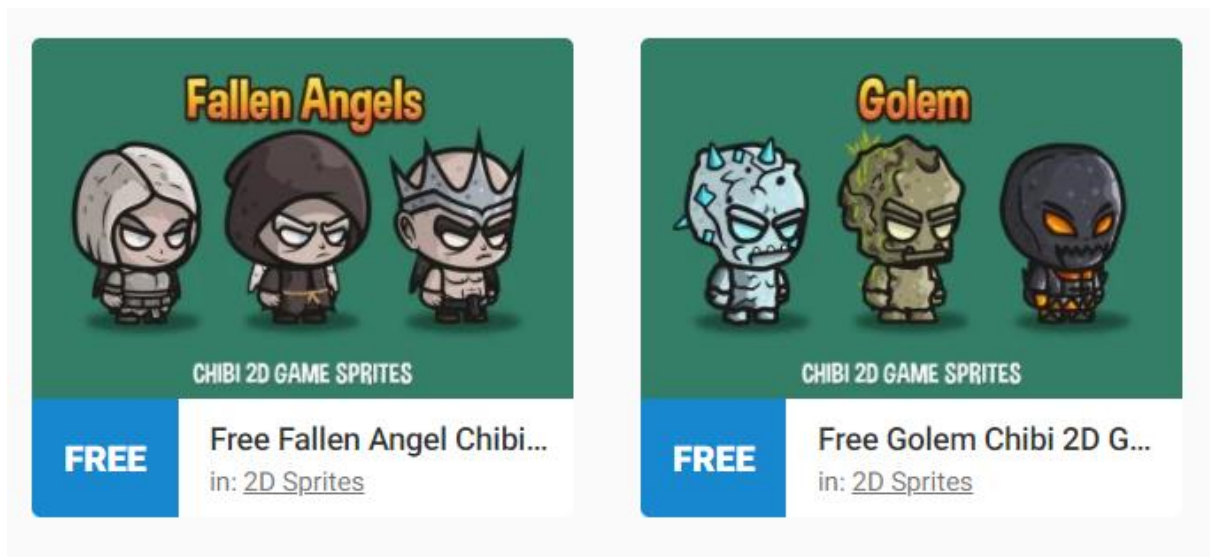 Fallen Angels
CHIBI 2D GAME SPRITES
FREE
Free Fallen Angel Chibi...
in: 2D Sprites
Golem
CHIBI 2D GAME SPRITES
FREE
Free Golem Chibi 2D G...
in: 2D Sprites